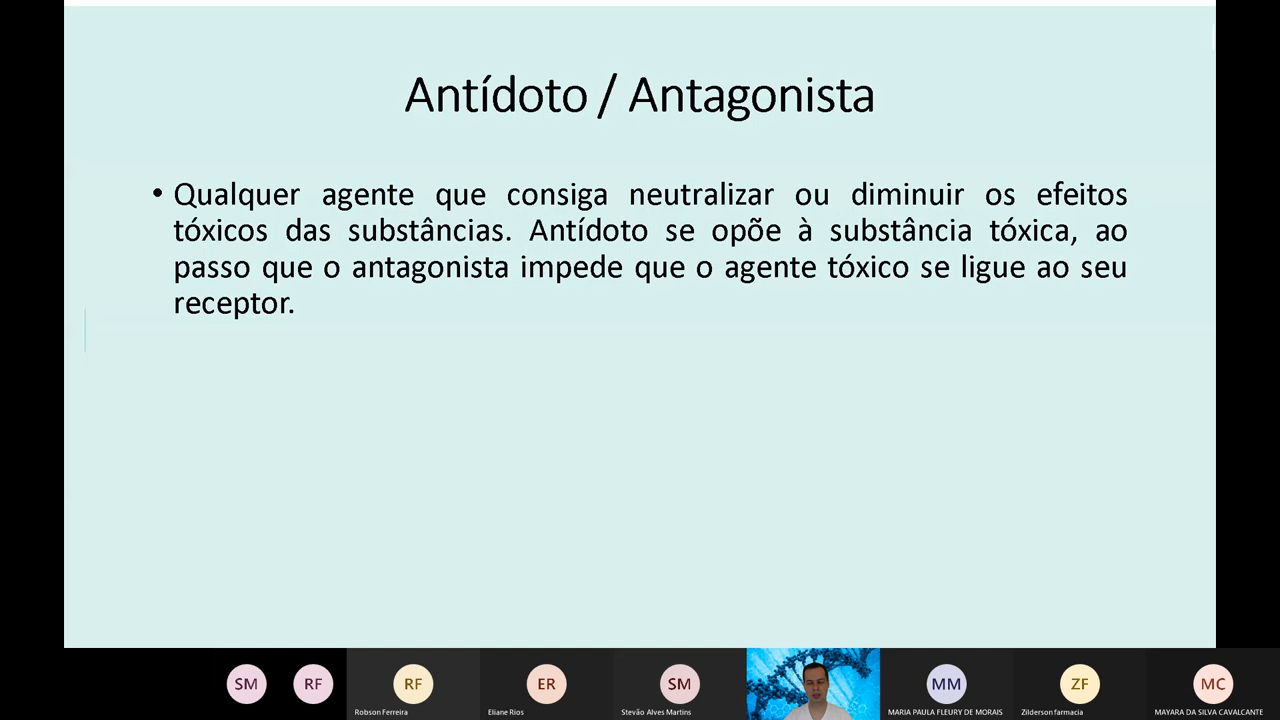 Antídoto / Antagonista
• Qualquer agente que consiga neutralizar ou diminuir os efeitos
tóxicos das substâncias. Antídoto se opõe à substância tóxica, ao
passo que o antagonista impede que o agente tóxico se ligue ao seu
receptor.
SM
RF
RF
ER
SM
MM
ZF
MC
Robson Ferreira
Eliane Rios
Stevão Alves Martins
MARIA PAULA FLEURY DE MORAIS
Zilderson farmacia
MAYARA DA SILVA CAVALCANTE